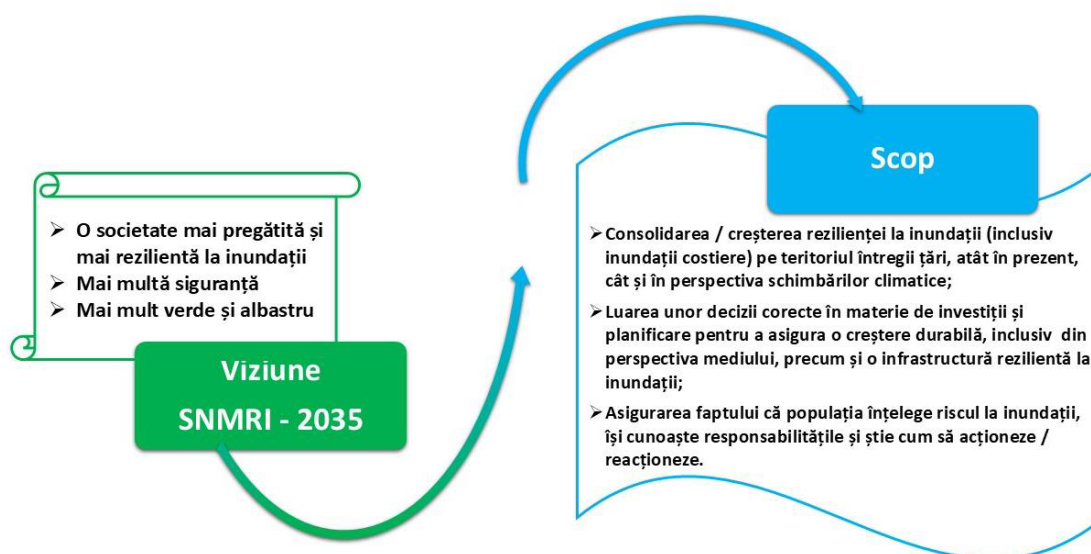 ➢ O societate mai pregătită și
mai rezilientă la inundații
➢ Mai multă siguranță
➢ Mai mult verde și albastru
Viziune
SNMRI - 2035
Scop
➢Consolidarea / creșterea rezilienței la inundații (inclusiv
inundații costiere) pe teritoriul întregii țări, atât în prezent,
cât și în perspectiva schimbărilor climatice;
➢Luarea unor decizii corecte în materie de investiții și
planificare pentru a asigura o creștere durabilă, inclusiv din
perspectiva mediului, precum și o infrastructură rezilientă la
inundații;
➢Asigurarea faptului că populația înțelege riscul la inundații,
își cunoaște responsabilitățile și știe cum să acționeze /
reacționeze.